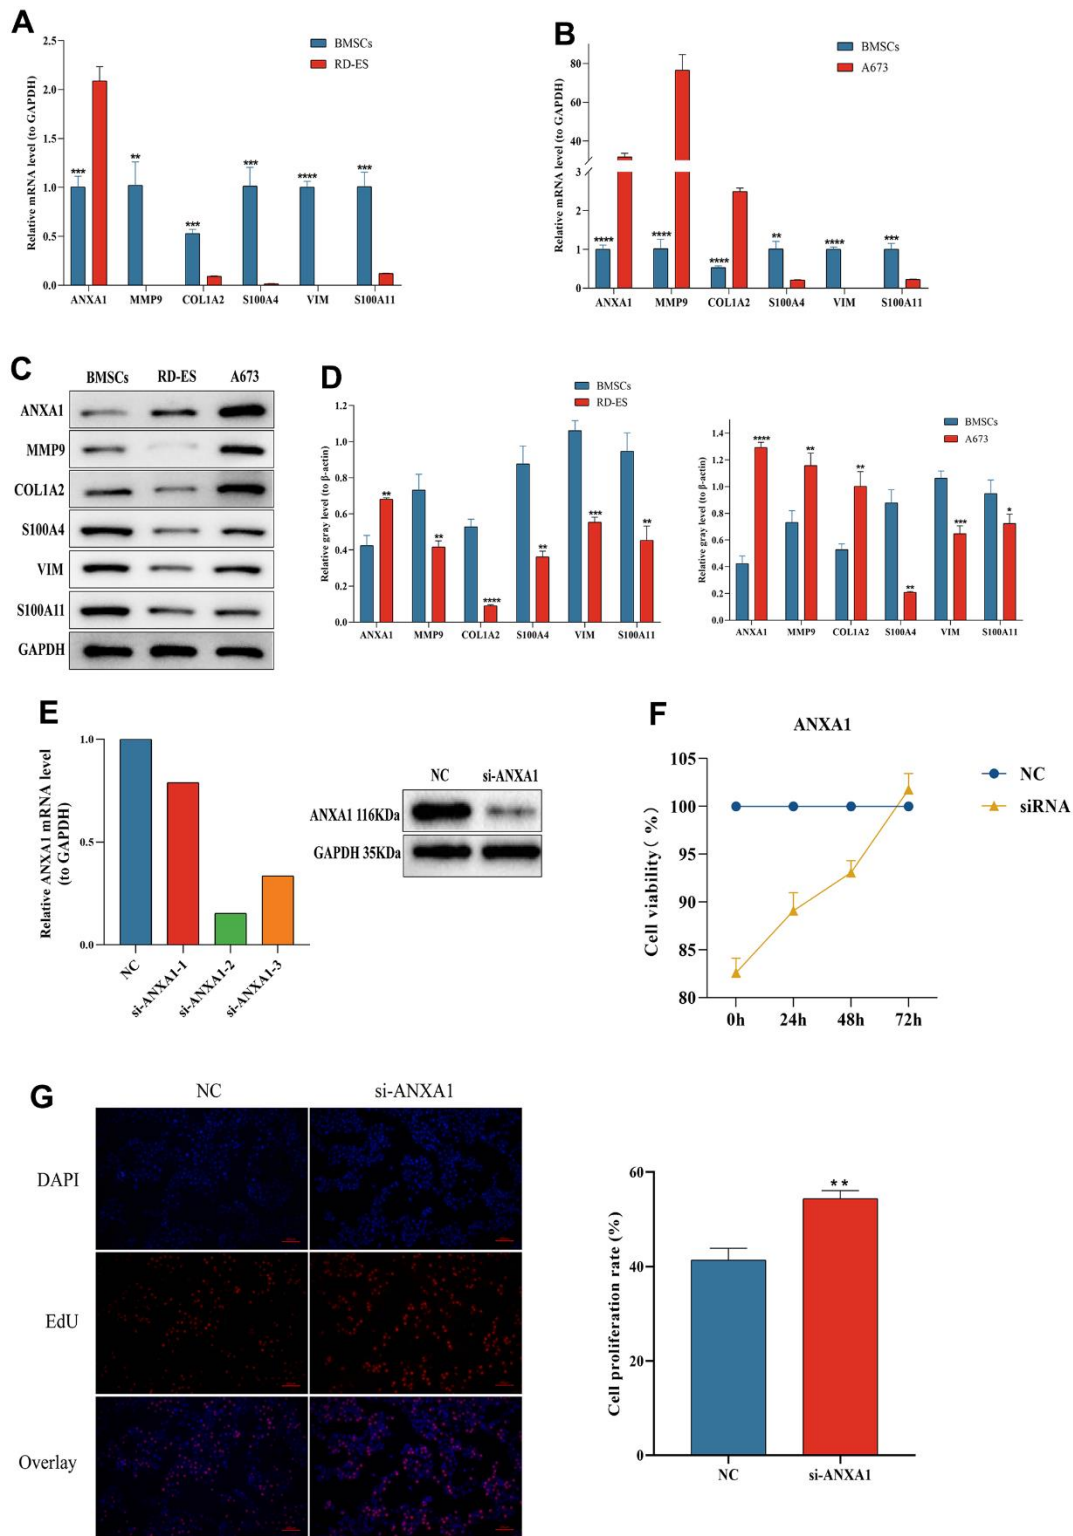 A
BMSCs
RD-ES
Relative mRNA level (to GAPDH)
2.5
2.0
1.5
1.0
0.5
0.0
***
**
***
***
****
***
ANXA1 MMP9 COL1A2 S100A4 VIM S100A11
B
BMSCs
A673
Relative mRNA level (to GAPDH)
80
60
40
3
2
1
0
****
****
****
**
****
***
ANXA1 MMP9 COL1A2 S100A4 VIM S100A11
C
BMSCs RD-ES A673
ANXA1
MMP9
COL1A2
S100A4
VIM
S100A11
GAPDH
D
BMSCs
RD-ES
Relative gray level (to β-actin)
1.2
1.0
0.8
0.6
0.4
0.2
0.0
**
**
****
**
***
**
ANXA1 MMP9 COL1A2 S100A4 VIM S100A11
BMSCs
A673
Relative gray level (to β-actin)
1.4
1.2
1.0
0.8
0.6
0.4
0.2
0.0
****
**
**
**
***
*
ANXA1 MMP9 COL1A2 S100A4 VIM S100A11
E
Relative ANXA1 mRNA level
(to GAPDH)
1.0
0.5
0.0
NC
si-ANXA1-1
si-ANXA1-2
si-ANXA1-3
NC si-ANXA1
ANXA1 116KDa
GAPDH 35KDa
F
ANXA1
NC
siRNA
Cell viability ( %)
105
100
95
90
85
80
0h 24h 48h 72h
G
NC si-ANXA1
DAPI
EdU
Overlay
Cell proliferation rate (%)
60
40
20
0
**
NC si-ANXA1